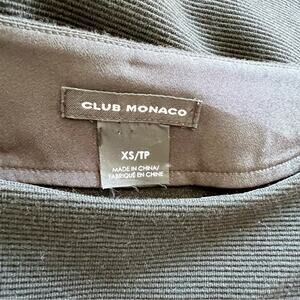 CLUB MONACO
XS/TP
MADE IN CHINA/
FABRIQUÉ EN CHINE